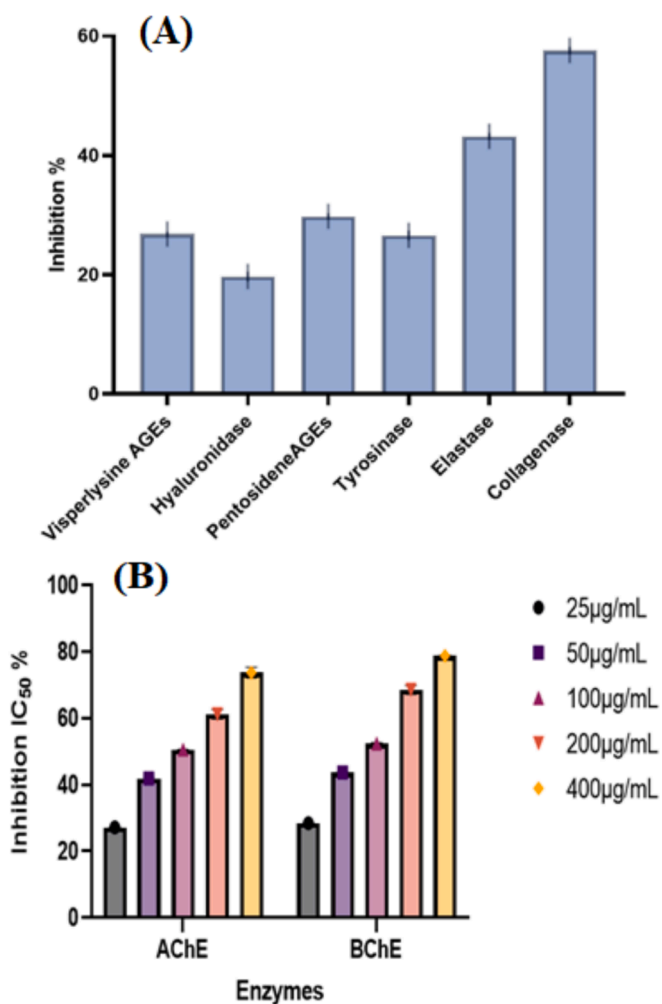 (A)
Inhibition %
60
40
20
0
Visperlysine AGEs
Hyaluronidase
PentosideneAGEs
Tyrosinase
Elastase
Collagenase
(B)
Inhibition IC₅₀ %
100
80
60
40
20
0
AChE
BChE
Enzymes
25µg/mL
50µg/mL
100µg/mL
200µg/mL
400µg/mL